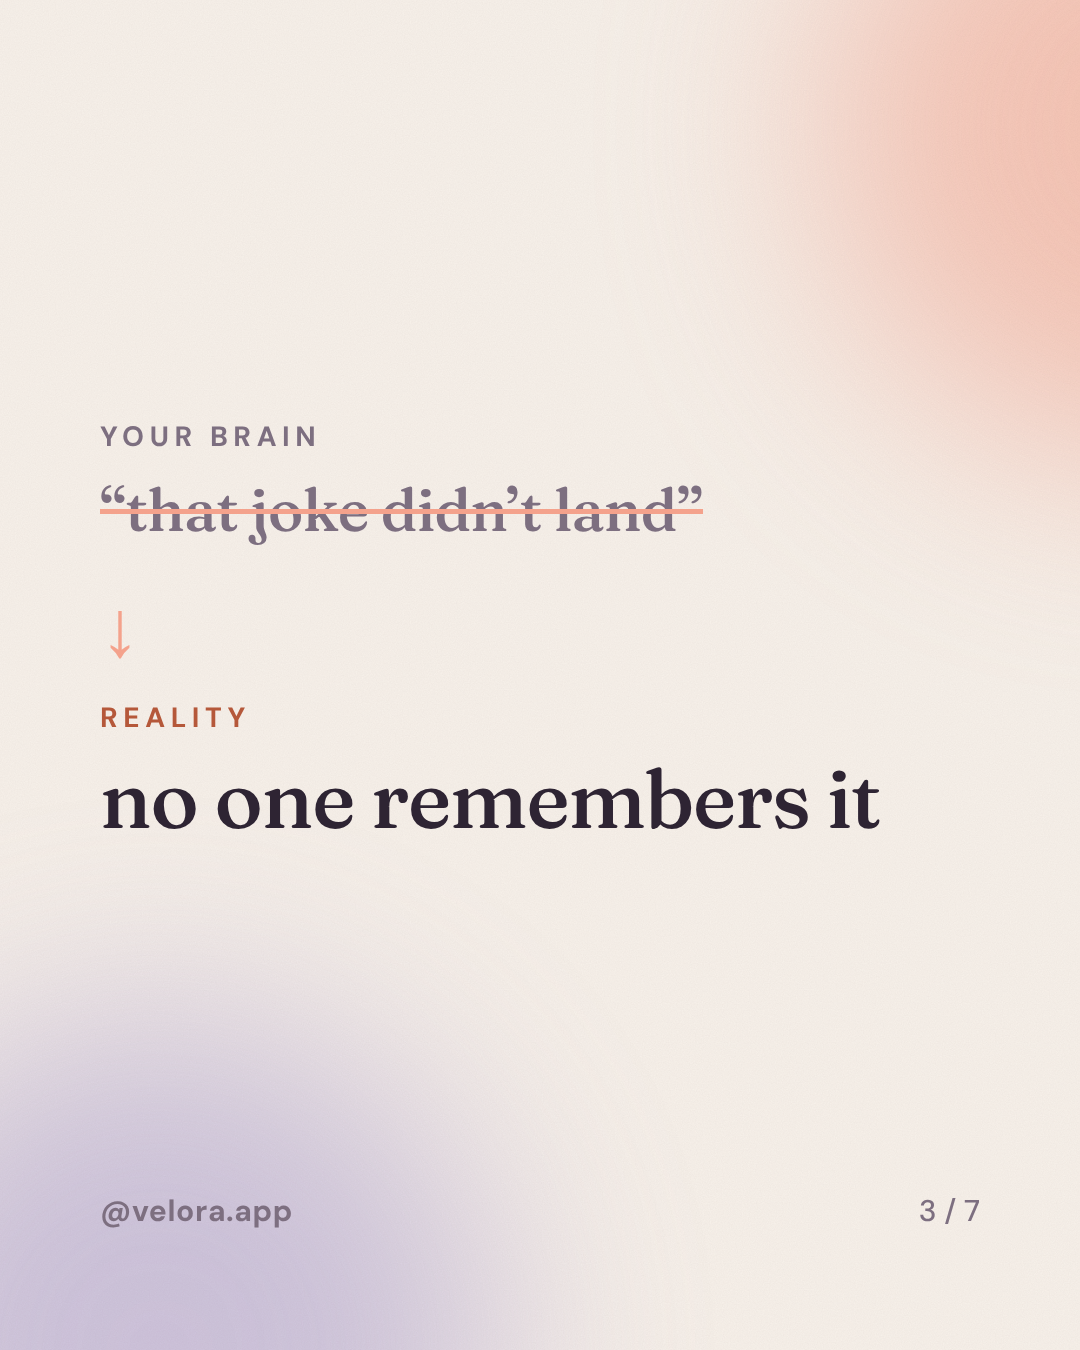 YOUR BRAIN
“that joke didn’t land”
↓
REALITY
no one remembers it
@velora.app
3 / 7